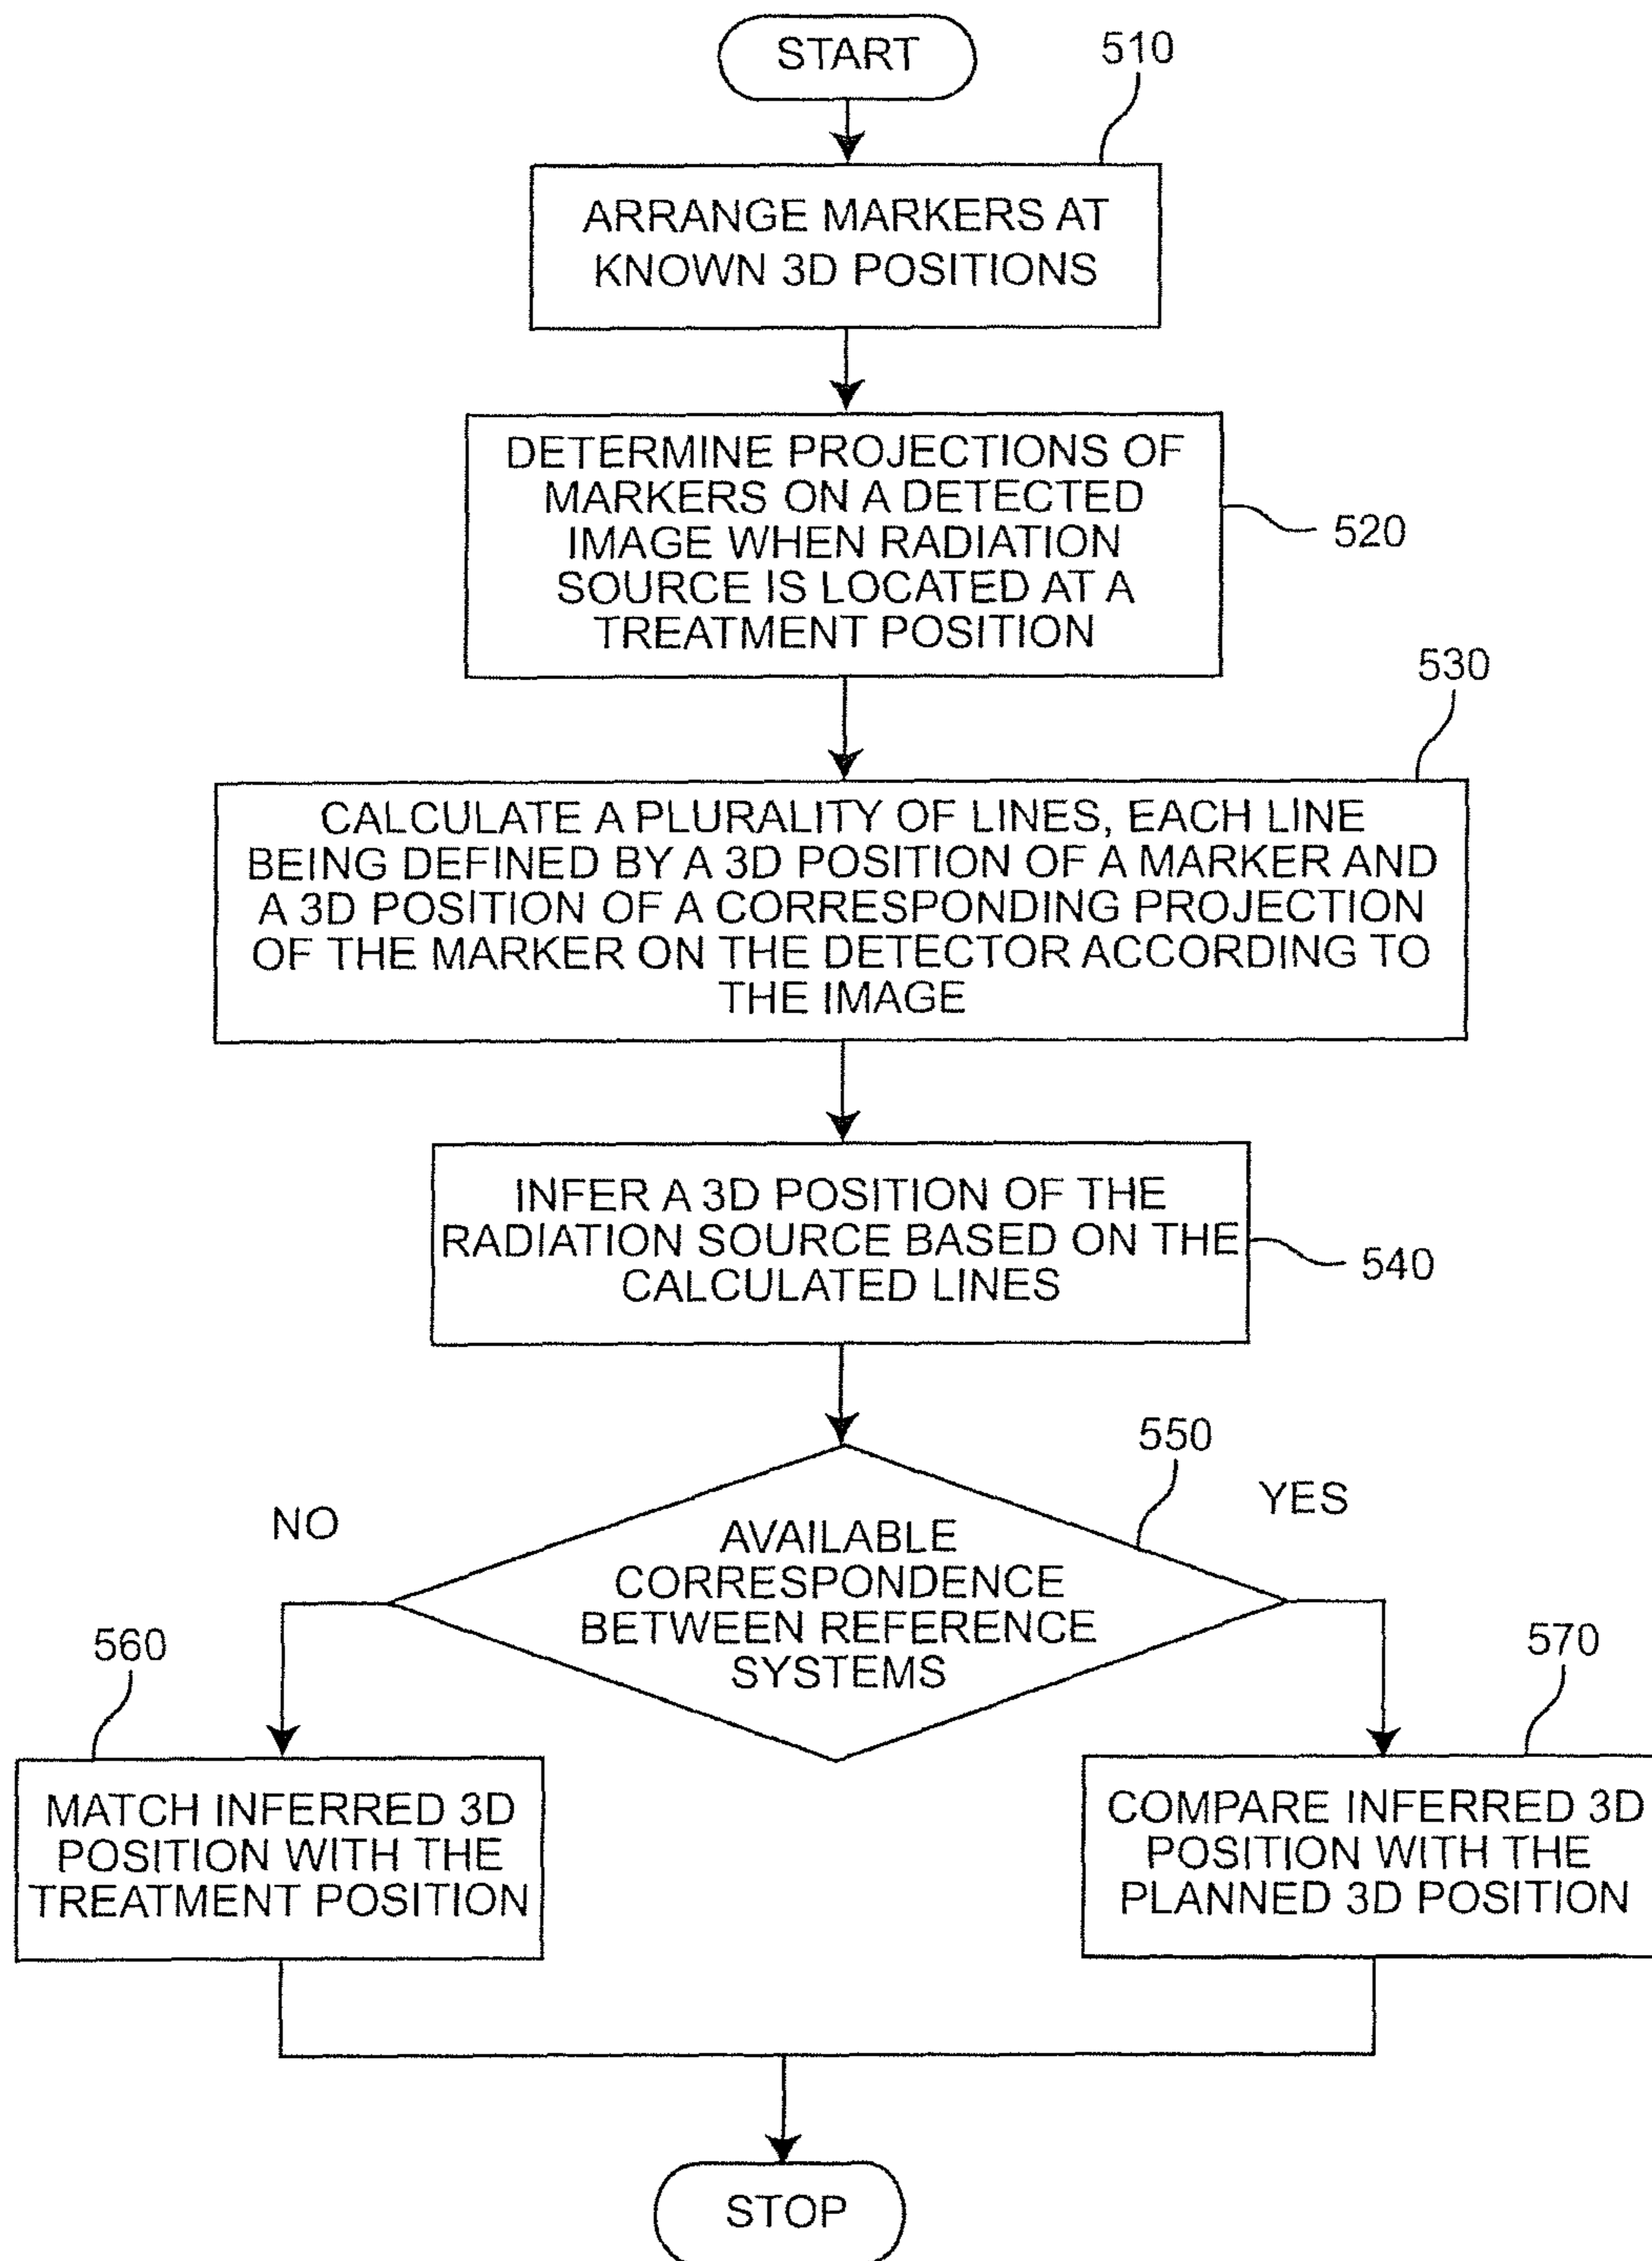 START
510
ARRANGE MARKERS AT
KNOWN 3D POSITIONS
DETERMINE PROJECTIONS OF
MARKERS ON A DETECTED
IMAGE WHEN RADIATION
SOURCE IS LOCATED AT A
TREATMENT POSITION
520
530
CALCULATE A PLURALITY OF LINES, EACH LINE
BEING DEFINED BY A 3D POSITION OF A MARKER AND
A 3D POSITION OF A CORRESPONDING PROJECTION
OF THE MARKER ON THE DETECTOR ACCORDING TO
THE IMAGE
INFER A 3D POSITION OF THE
RADIATION SOURCE BASED ON THE
CALCULATED LINES
540
550
NO
YES
AVAILABLE
CORRESPONDENCE
BETWEEN REFERENCE
SYSTEMS
560
570
MATCH INFERRED 3D
POSITION WITH THE
TREATMENT POSITION
COMPARE INFERRED 3D
POSITION WITH THE
PLANNED 3D POSITION
STOP